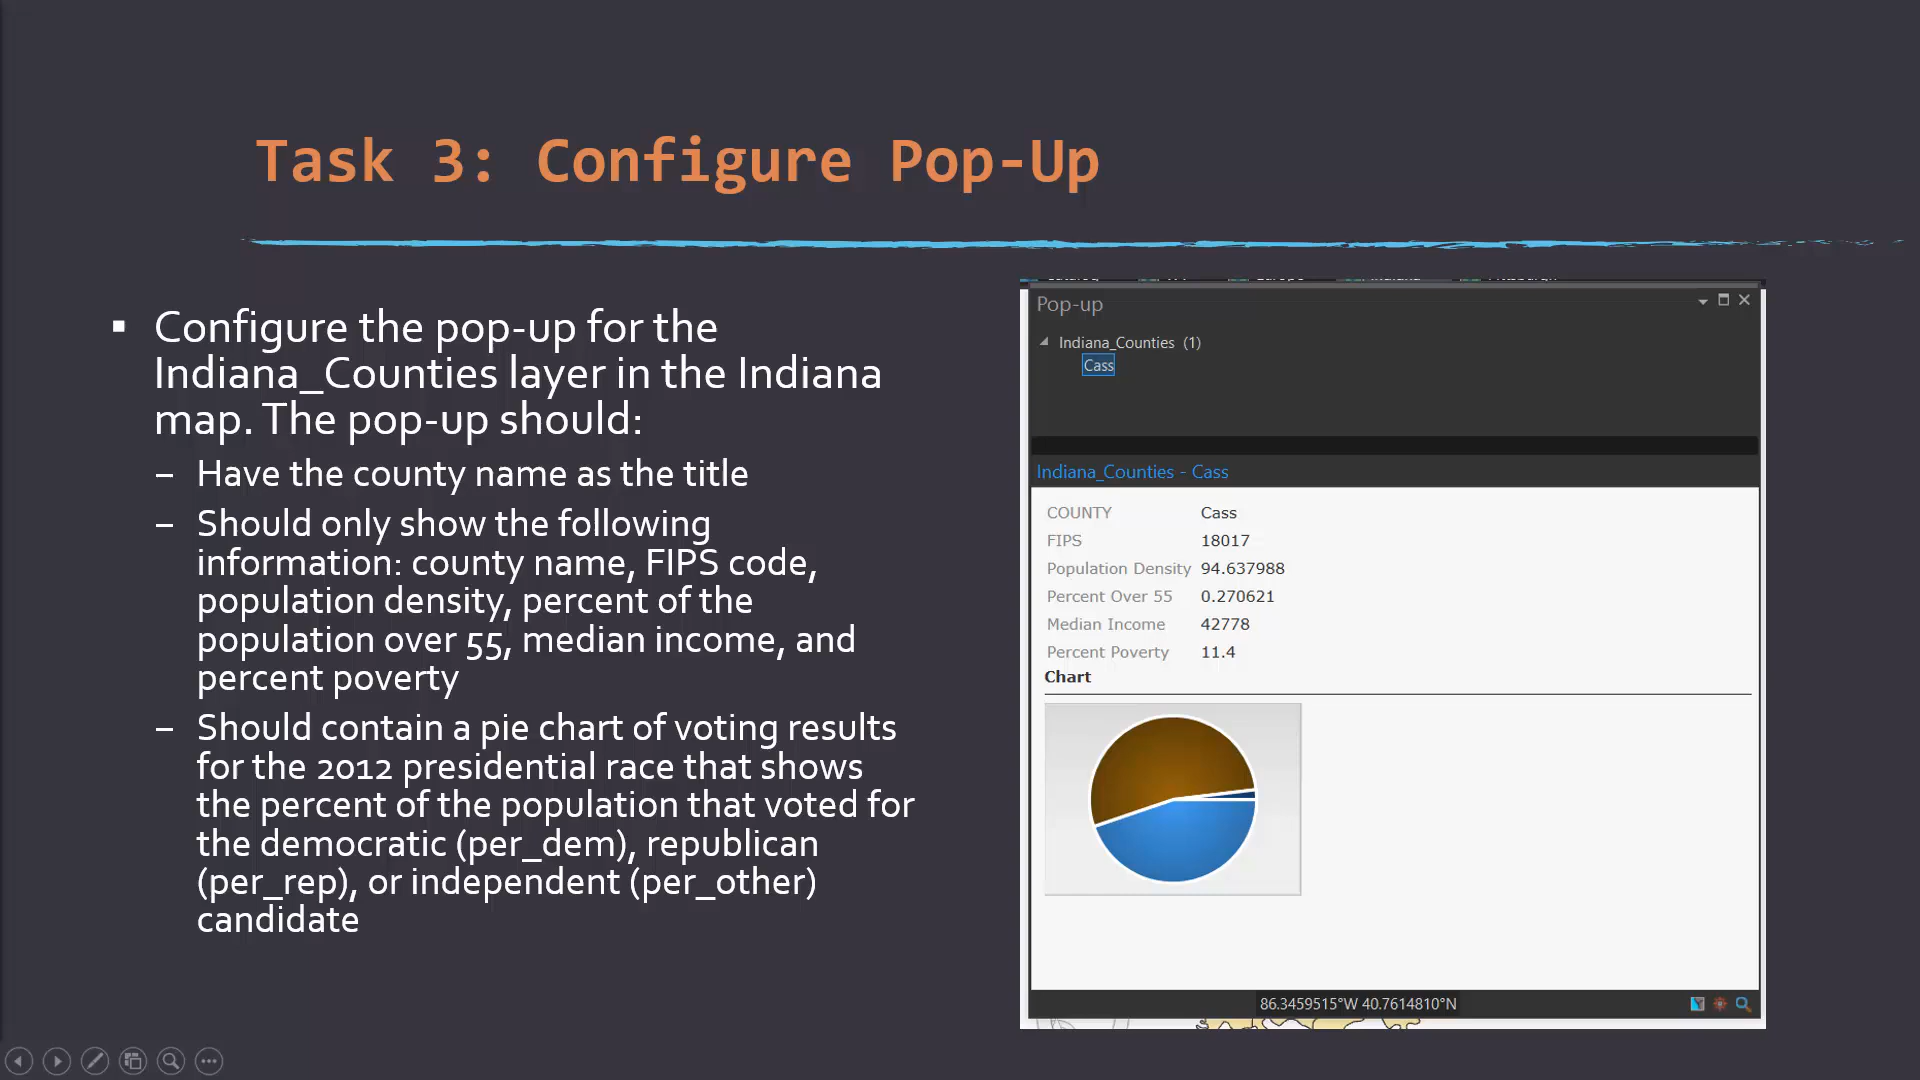 Task 3: Configure Pop-Up
▪ Configure the pop-up for the
Indiana_Counties layer in the Indiana
map. The pop-up should:
– Have the county name as the title
– Should only show the following
information: county name, FIPS code,
population density, percent of the
population over 55, median income, and
percent poverty
– Should contain a pie chart of voting results
for the 2012 presidential race that shows
the percent of the population that voted for
the democratic (per_dem), republican
(per_rep), or independent (per_other)
candidate
Pop-up
Indiana_Counties (1)
Cass
Indiana_Counties - Cass
COUNTY Cass
FIPS 18017
Population Density 94.637988
Percent Over 55 0.270621
Median Income 42778
Percent Poverty 11.4
Chart
86.3459515°W 40.7614810°N